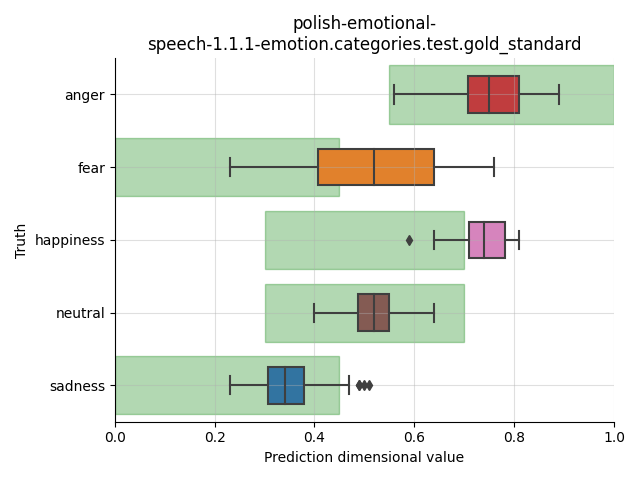 polish-emotional-
speech-1.1.1-emotion.categories.test.gold_standard
anger
fear
happiness
neutral
sadness
Truth
0.0 0.2 0.4 0.6 0.8 1.0
Prediction dimensional value